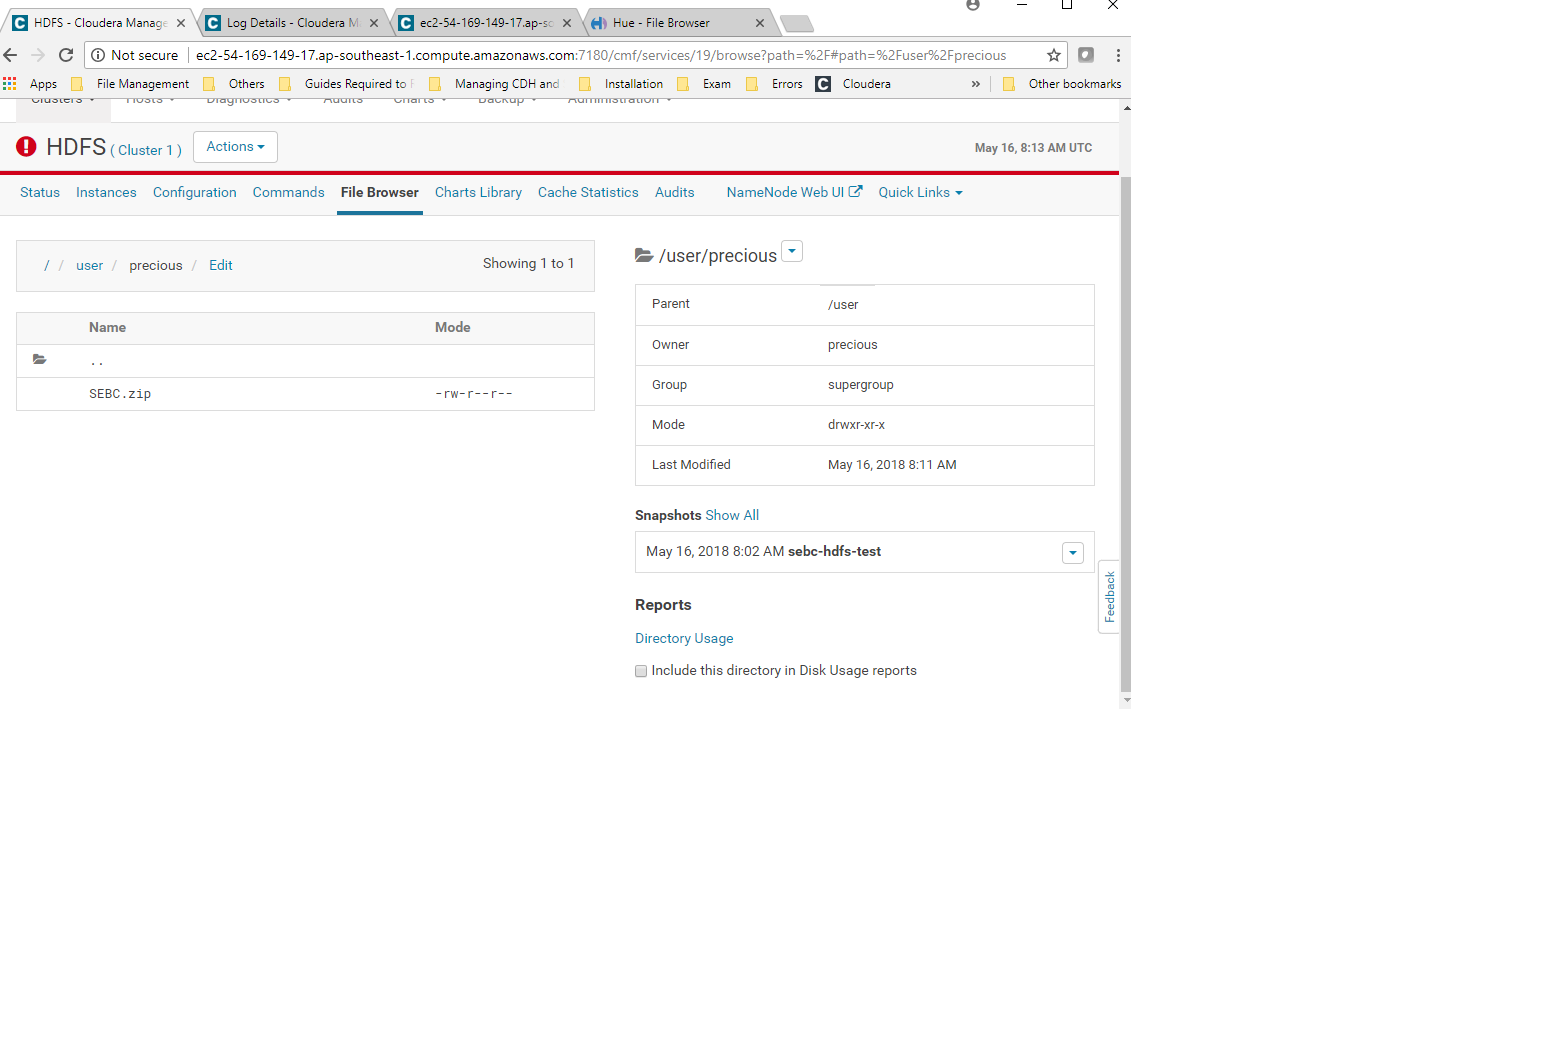 HDFS - Cloudera Manage
Log Details - Cloudera M
ec2-54-169-149-17.ap-so
Hue - File Browser
Not secure
ec2-54-169-149-17.ap-southeast-1.compute.amazonaws.com:7180/cmf/services/19/browse?path=%2F#path=%2Fuser%2Fprecious
Apps
File Management
Others
Guides Required to
Managing CDH and
Installation
Exam
Errors
Cloudera
»
Other bookmarks
Clusters
Hosts
Diagnostics
Audits
Charts
Backup
Administration
HDFS ( Cluster 1 )
Actions
May 16, 8:13 AM UTC
Status
Instances
Configuration
Commands
File Browser
Charts Library
Cache Statistics
Audits
NameNode Web UI
Quick Links
/ / user / precious / Edit
Showing 1 to 1
Name Mode
..
SEBC.zip -rw-r--r--
/user/precious
Parent /user
Owner precious
Group supergroup
Mode drwxr-xr-x
Last Modified May 16, 2018 8:11 AM
Snapshots Show All
May 16, 2018 8:02 AM sebc-hdfs-test
Reports
Directory Usage
Include this directory in Disk Usage reports
Feedback